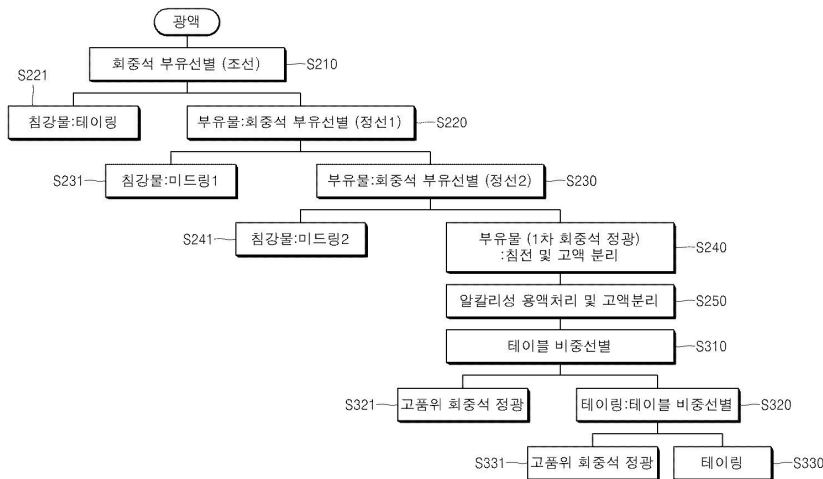 광액
회중석 부유선별 (조선)
S210
S221
침강물:테이링
부유물:회중석 부유선별 (정선1)
S220
S231
침강물:미드링1
부유물:회중석 부유선별 (정선2)
S230
S241
침강물:미드링2
부유물 (1차 회중석 정광)
:침전 및 고액 분리
S240
알칼리성 용액처리 및 고액분리
S250
테이블 비중선별
S310
S321
고품위 회중석 정광
테이링:테이블 비중선별
S320
S331
고품위 회중석 정광
테이링
S330